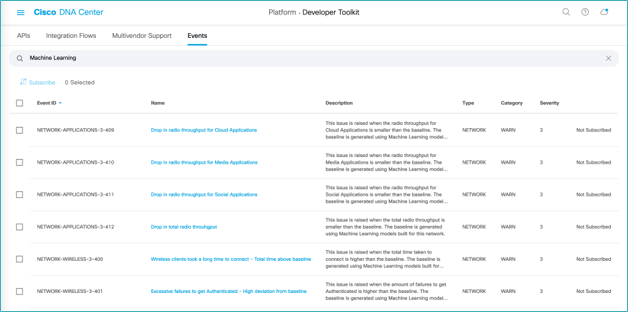 Cisco DNA Center
Platform · Developer Toolkit
APIs Integration Flows Multivendor Support Events
Machine Learning
Subscribe 0 Selected
Event ID Name Description Type Category Severity
NETWORK-APPLICATIONS-3-409 Drop in radio throughput for Cloud Applications This issue is raised when the radio throughput for NETWORK WARN 3 Not Subscribed
Cloud Applications is smaller than the baseline. The
baseline is generated using Machine Learning model...
NETWORK-APPLICATIONS-3-410 Drop in radio throughput for Media Applications This issue is raised when the radio throughput for NETWORK WARN 3 Not Subscribed
Media Applications is smaller than the baseline. The
baseline is generated using Machine Learning model...
NETWORK-APPLICATIONS-3-411 Drop in radio throughput for Social Applications This issue is raised when the radio throughput for NETWORK WARN 3 Not Subscribed
Social Applications is smaller than the baseline. The
baseline is generated using Machine Learning model...
NETWORK-APPLICATIONS-3-412 Drop in total radio throughput This issue is raised when the total radio throughput is NETWORK WARN 3 Not Subscribed
smaller than the baseline. The baseline is generated
using Machine Learning models built for this network.
NETWORK-WIRELESS-3-400 Wireless clients took a long time to connect - Total time above baseline This issue is raised when the total time taken to NETWORK WARN 3 Not Subscribed
connect is higher than the baseline. The baseline is
generated using Machine Learning models built for...
NETWORK-WIRELESS-3-401 Excessive failures to get Authenticated - High deviation from baseline This issue is raised when the amount of failures to get NETWORK WARN 3 Not Subscribed
Authenticated is higher than the baseline. The
baseline is generated using Machine Learning model...